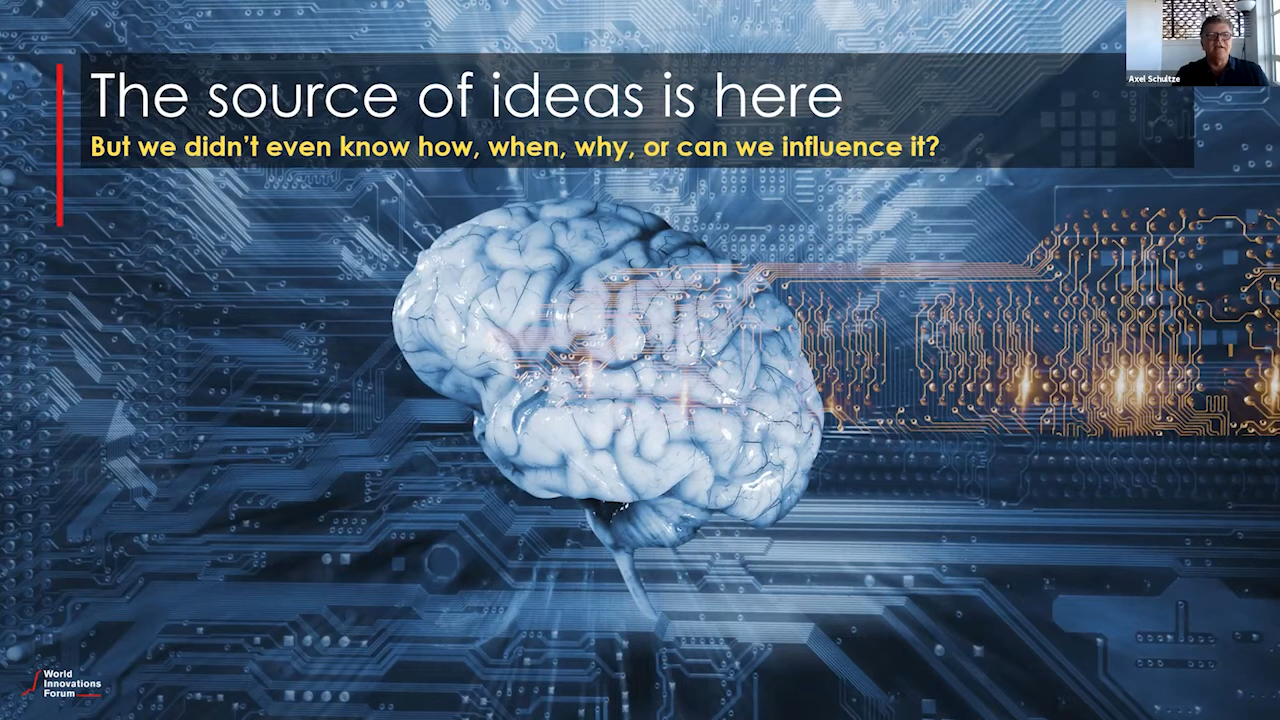 The source of ideas is here
But we didn't even know how, when, why, or can we influence it?
Axel Schultze
World
Innovations
Forum